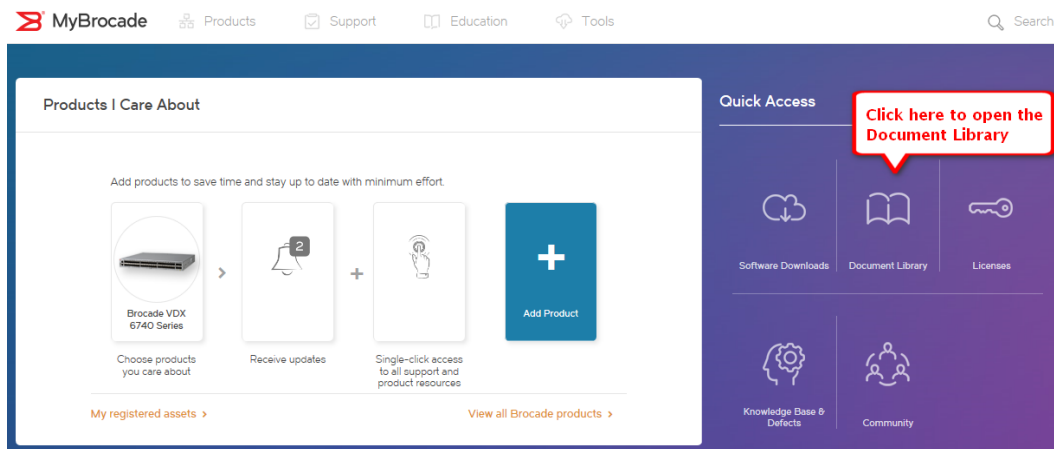 MyBrocade
Products
Support
Education
Tools
Search
Products I Care About
Add products to save time and stay up to date with minimum effort.
Brocade VDX
6740 Series
2
Add Product
Choose products
you care about
Receive updates
Single-click access
to all support and
product resources
My registered assets >
View all Brocade products >
Quick Access
Click here to open the
Document Library
Software Downloads
Document Library
Licenses
Knowledge Base &
Defects
Community